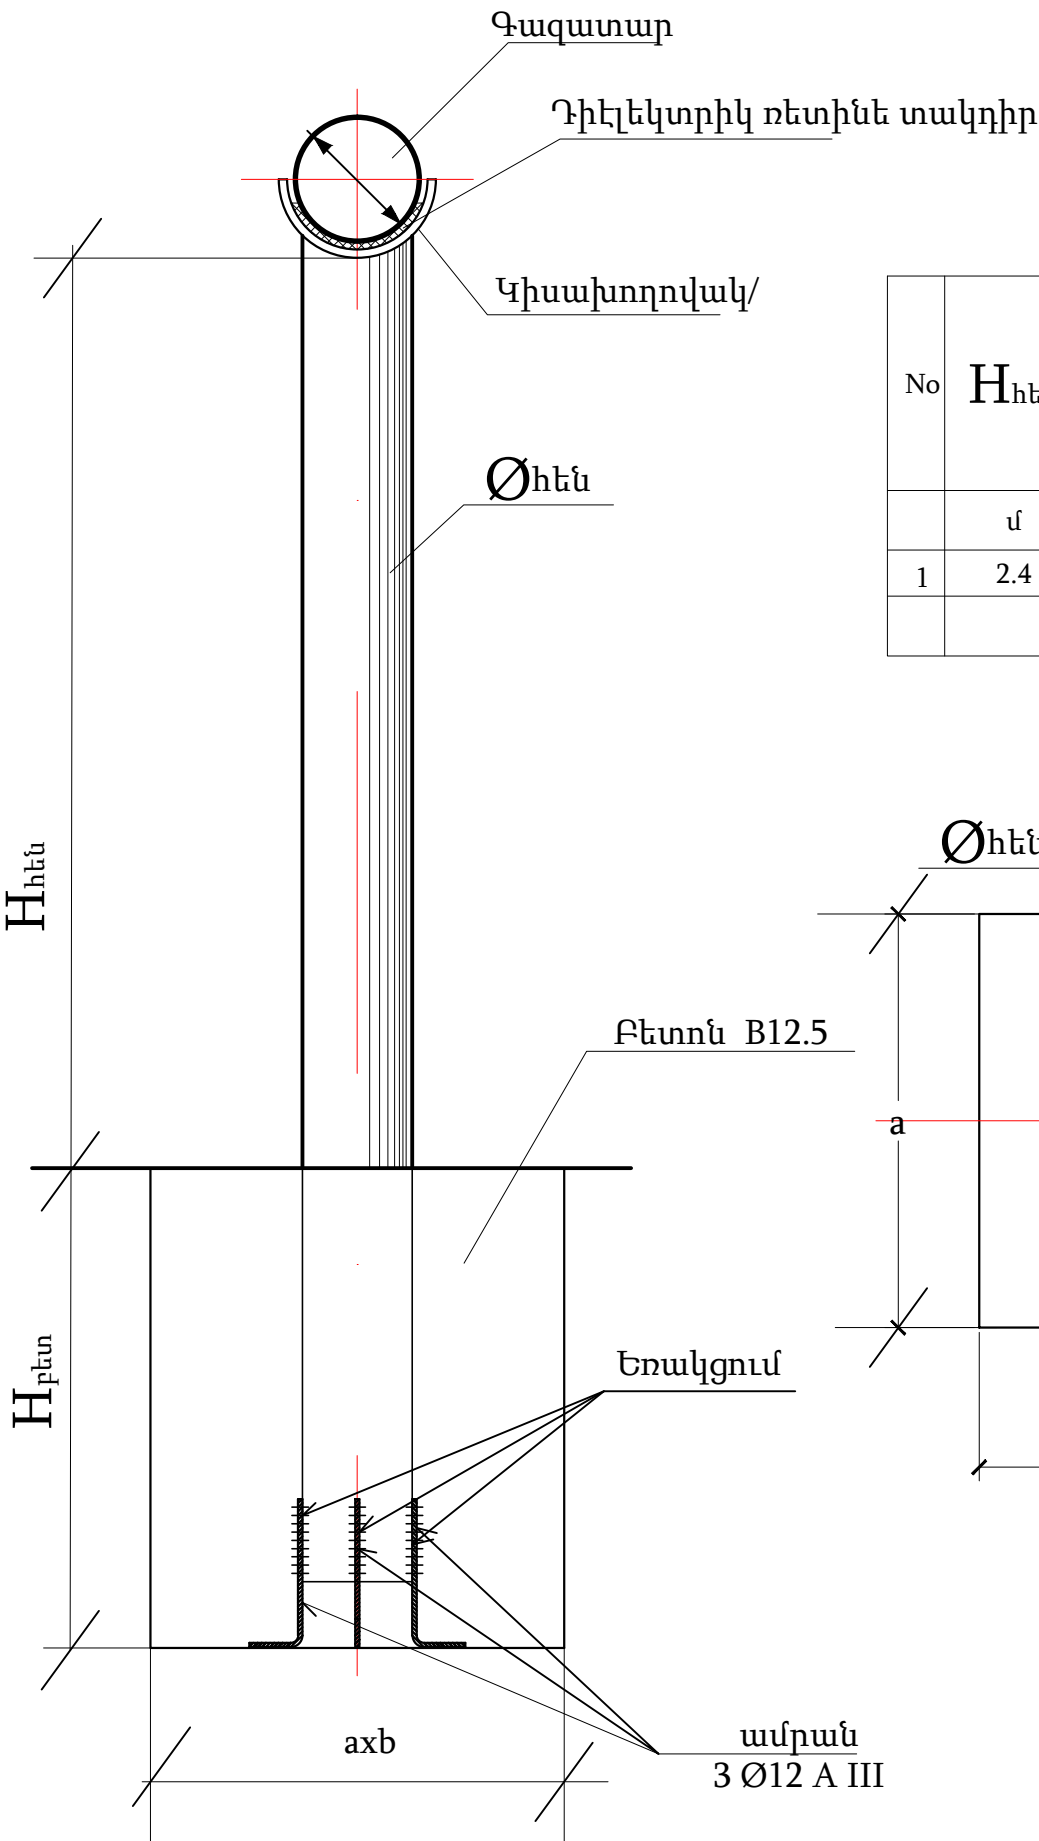 Գազատար
Դիէլեկտրիկ ռետինե տակդիր
Կիսախողովակ/
No Hհե
Øհեն
մ
1 2.4
Øհեն
Hհեն
Բետոն B12.5
a
Hբետ
Եռակցում
axb
ամրան
3 Ø12 A III